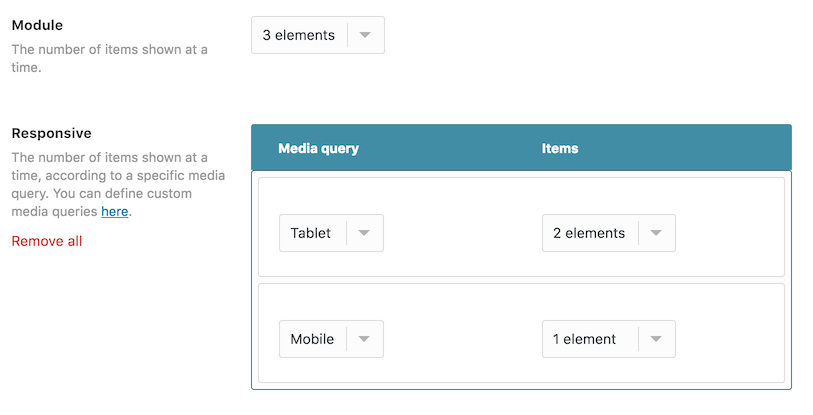 Module
The number of items shown at a
time.
3 elements
Responsive
The number of items shown at a
time, according to a specific media
query. You can define custom
media queries here.
Remove all
Media query Items
Tablet 2 elements
Mobile 1 element